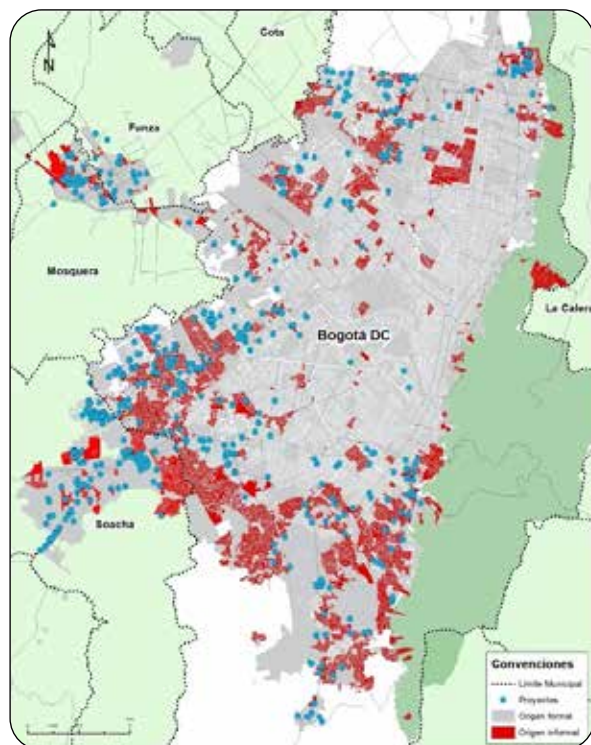 Cota
N
Funza
Mosquera
La Calera
Bogotá DC
Soacha
Convenciones
Límite Municipal
Proyectos
Origen formal
Origen informal